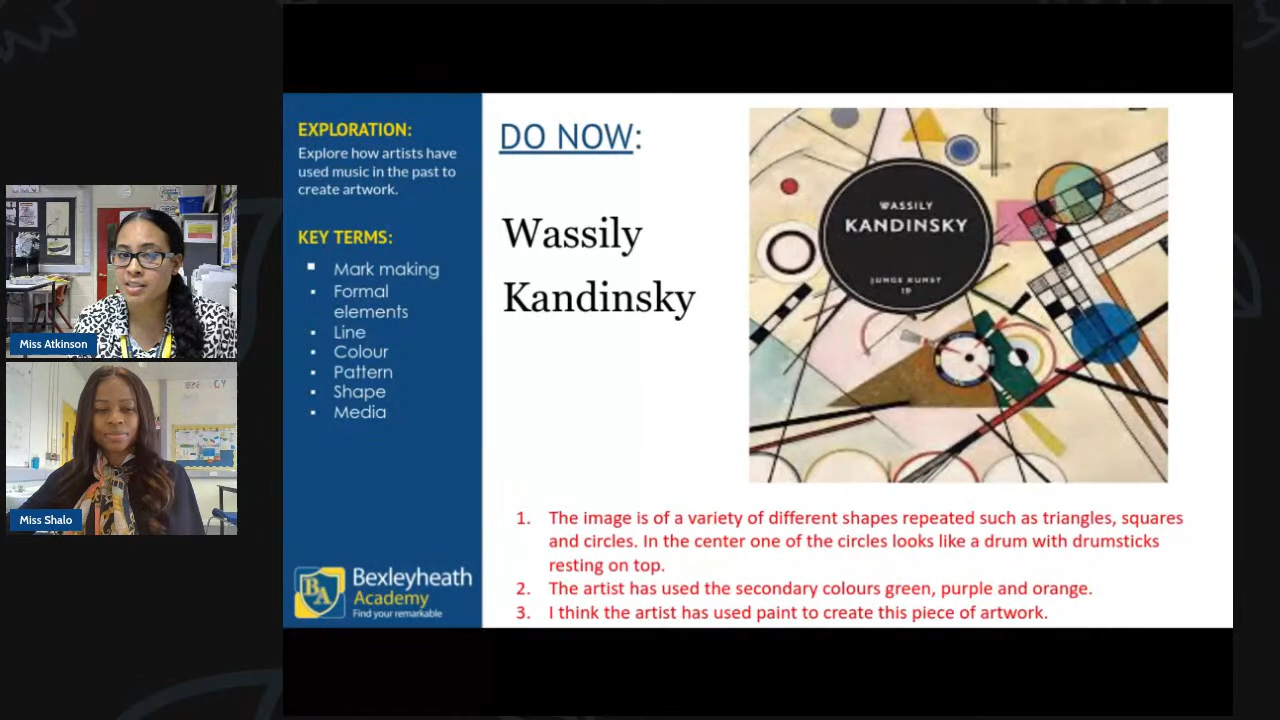 Miss Atkinson
Miss Shalo
EXPLORATION:
Explore how artists have
used music in the past to
create artwork.
KEY TERMS:
▪ Mark making
▪ Formal
elements
▪ Line
▪ Colour
▪ Pattern
▪ Shape
▪ Media
BA
Bexleyheath
Academy
Find your remarkable
DO NOW:
Wassily
Kandinsky
WASSILY
KANDINSKY
JUNGE KUNST
19
1. The image is of a variety of different shapes repeated such as triangles, squares
and circles. In the center one of the circles looks like a drum with drumsticks
resting on top.
2. The artist has used the secondary colours green, purple and orange.
3. I think the artist has used paint to create this piece of artwork.